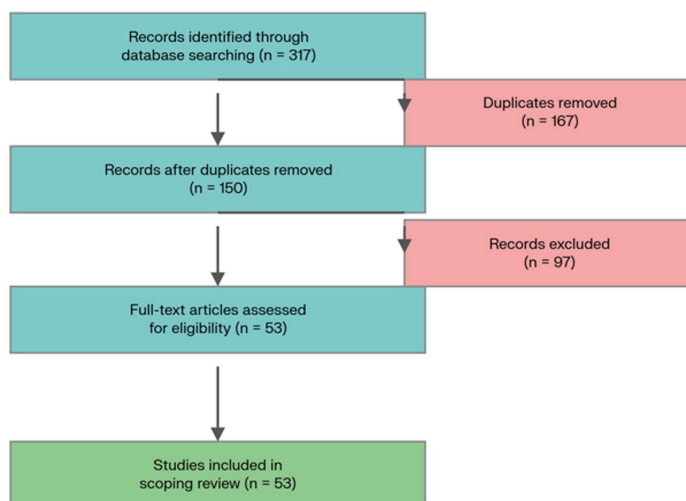 Records identified through
database searching (n = 317)
Duplicates removed
(n = 167)
Records after duplicates removed
(n = 150)
Records excluded
(n = 97)
Full-text articles assessed
for eligibility (n = 53)
Studies included in
scoping review (n = 53)